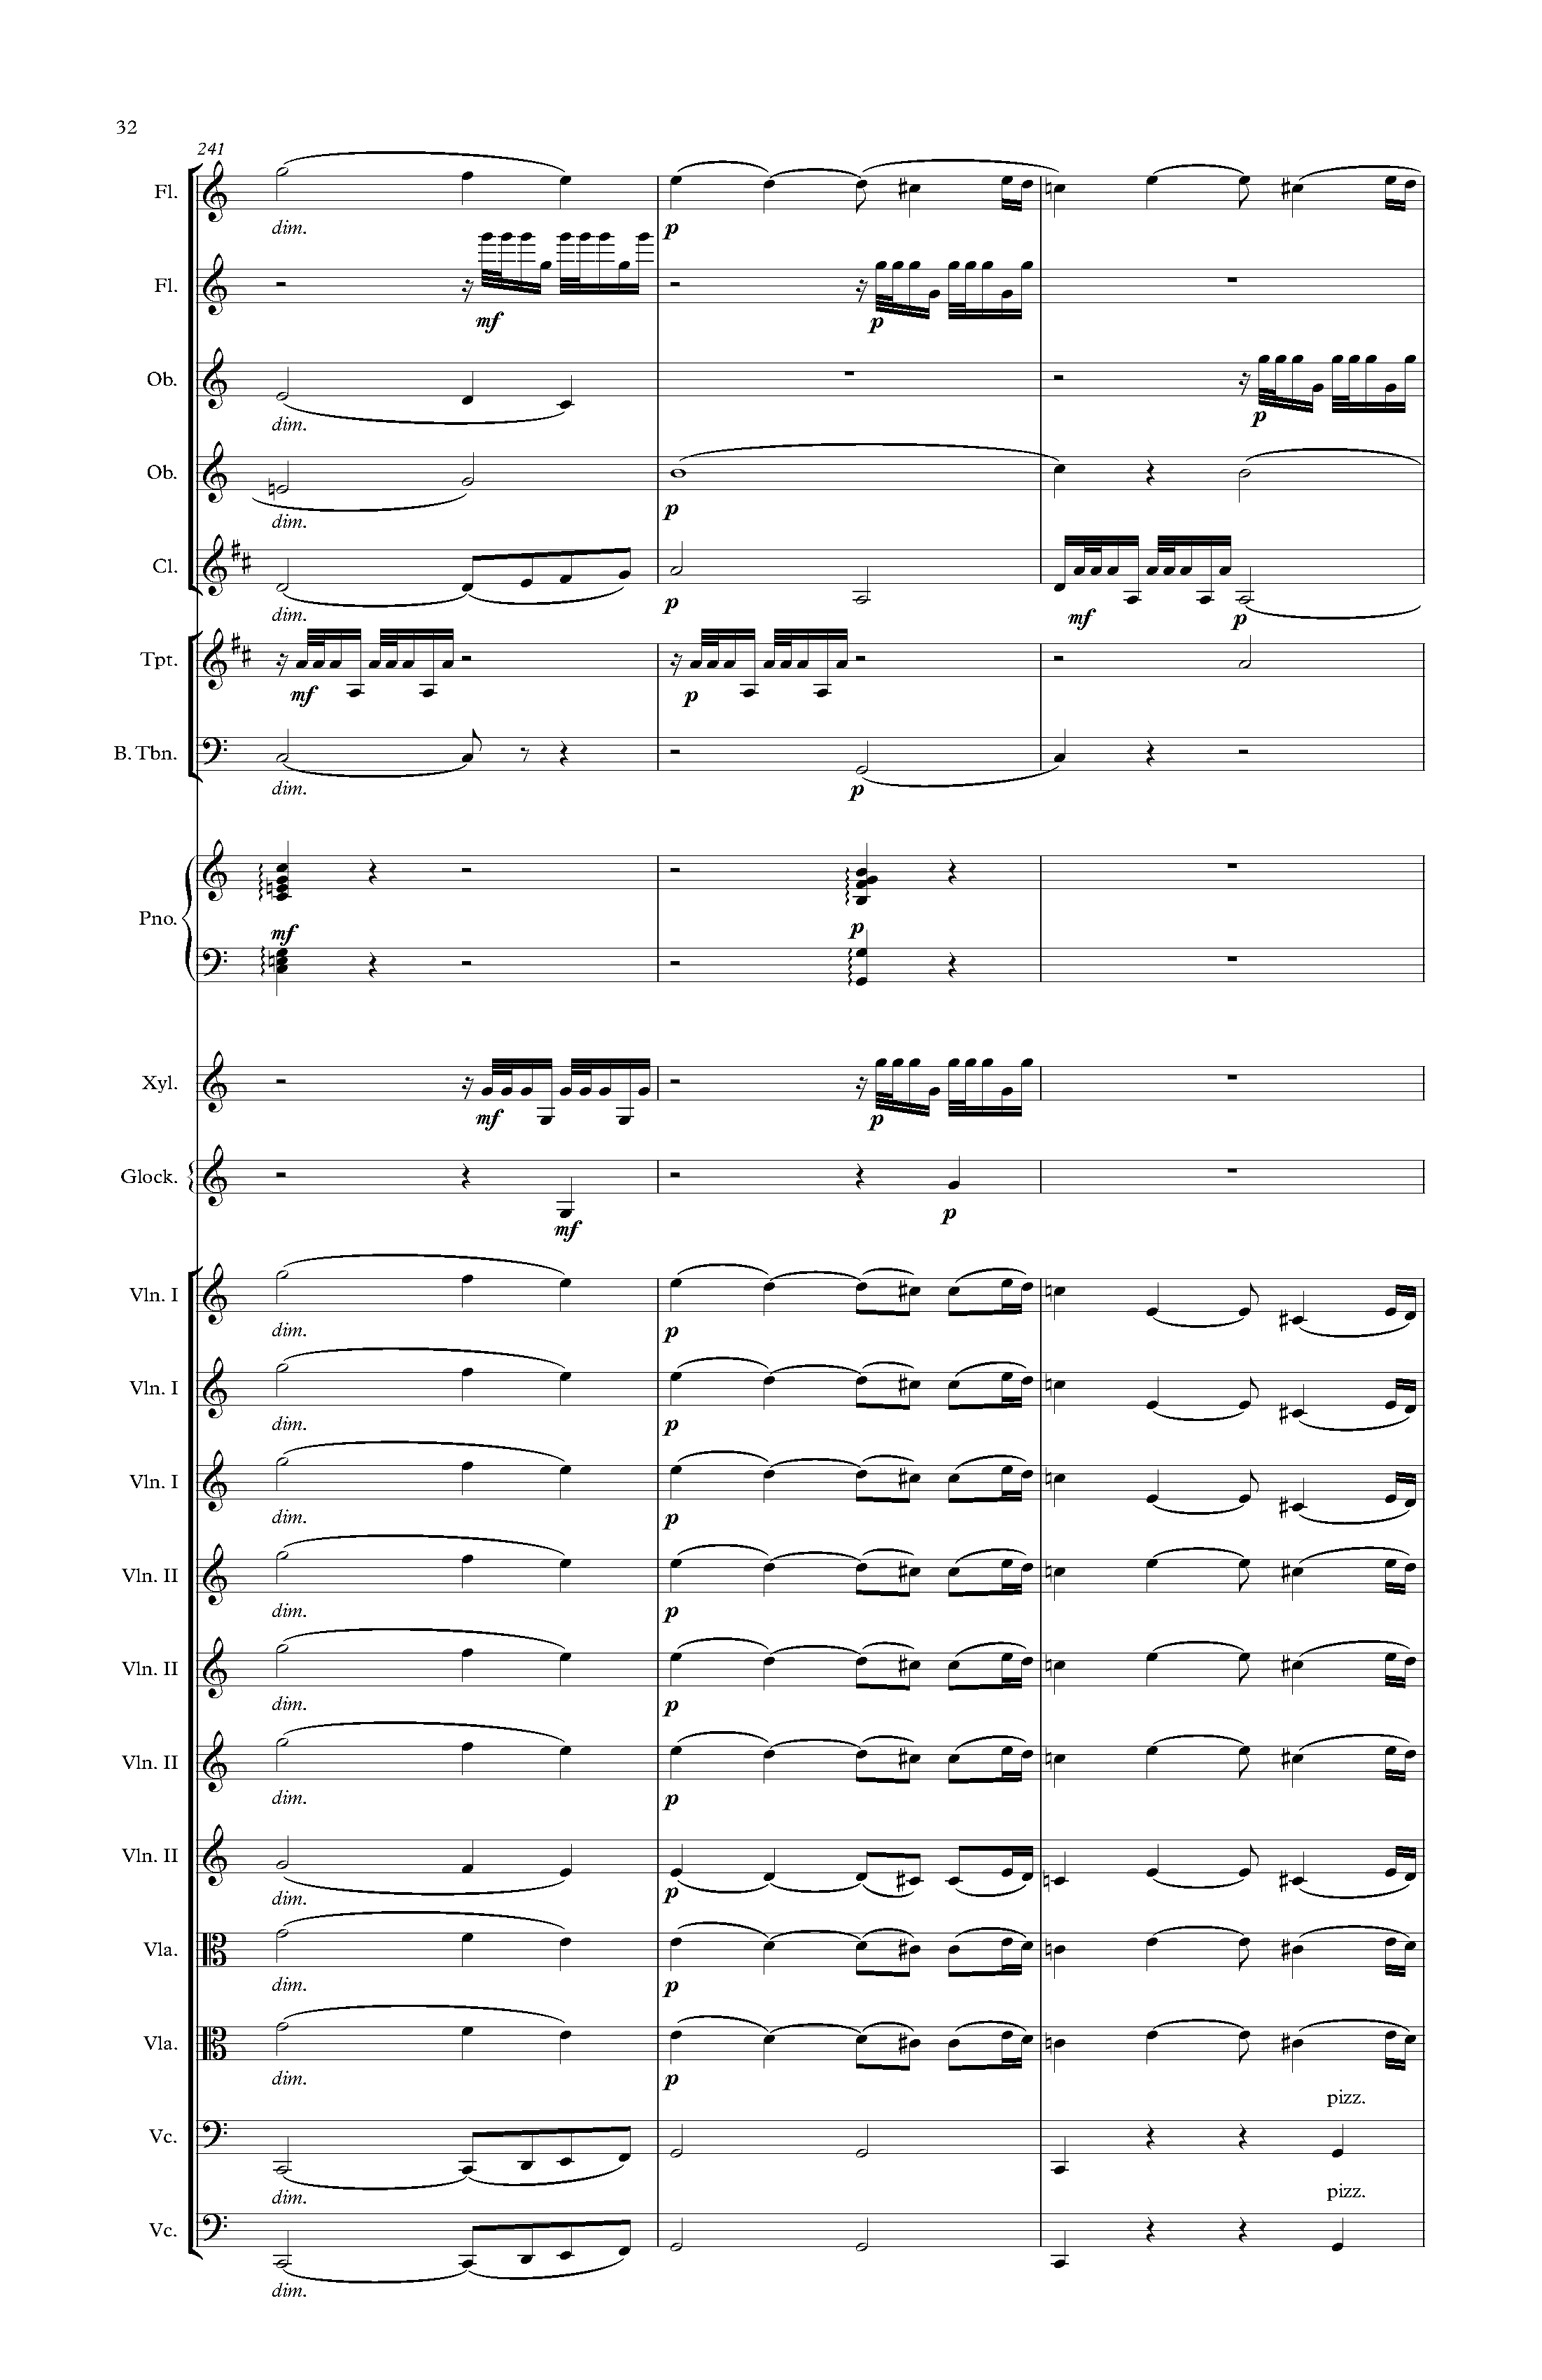 32
241
Fl.
dim.
p
Fl.
mf
p
Ob.
dim.
p
Ob.
dim.
p
Cl.
dim.
p
mf
p
Tpt.
mf
p
B. Tbn.
dim.
p
Pno.
mf
p
Xyl.
mf
p
Glock.
mf
p
Vln. I
dim.
p
Vln. I
dim.
p
Vln. I
dim.
p
Vln. II
dim.
p
Vln. II
dim.
p
Vln. II
dim.
p
Vln. II
dim.
p
Vla.
dim.
p
Vla.
dim.
p
pizz.
Vc.
dim.
pizz.
Vc.
dim.